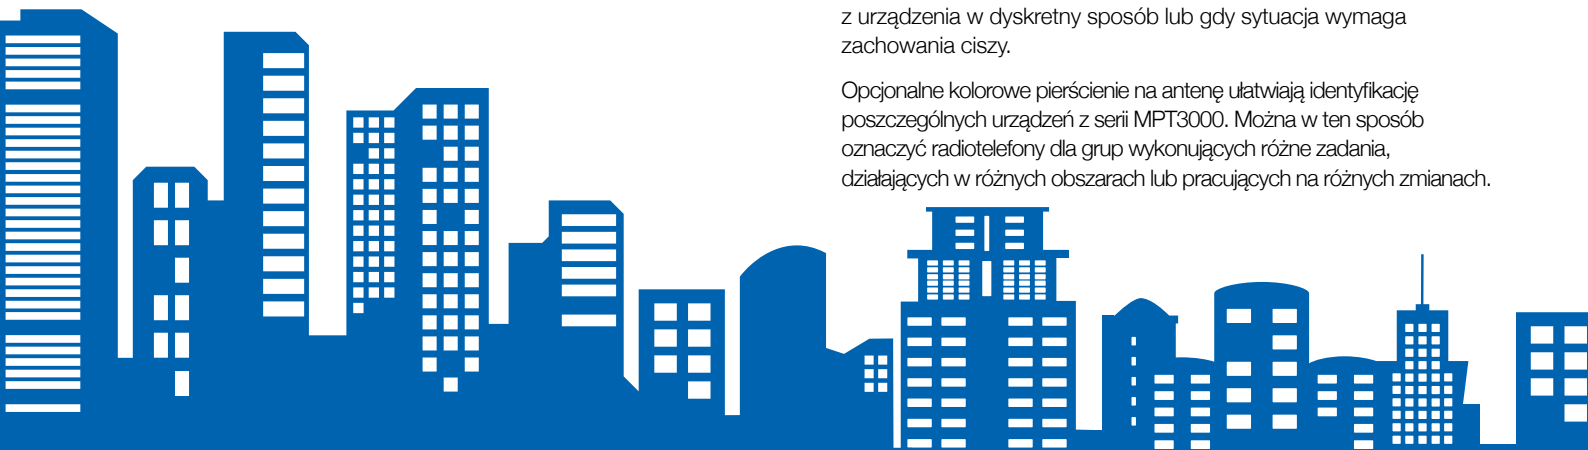 z urządzenia w dyskretny sposób lub gdy sytuacja wymaga
zachowania ciszy.
Opcjonalne kolorowe pierścienie na antenę ułatwiają identyfikację
poszczególnych urządzeń z serii MPT3000. Można w ten sposób
oznaczyć radiotelefony dla grup wykonujących różne zadania,
działających w różnych obszarach lub pracujących na różnych zmianach.